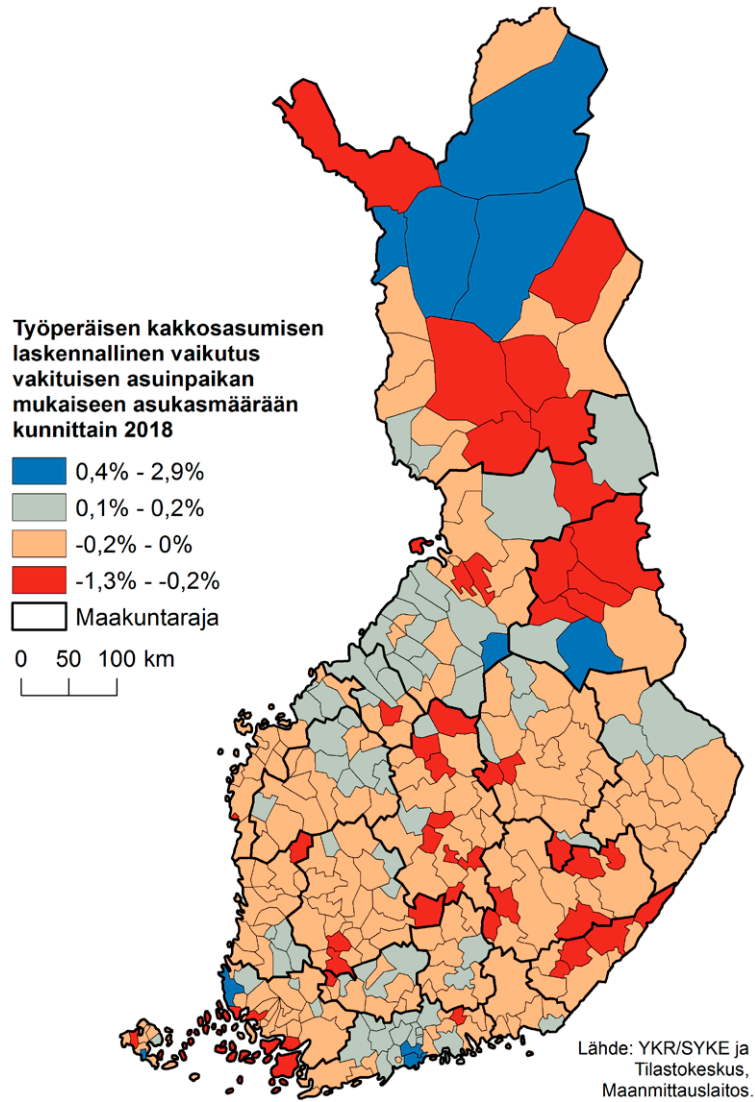 Työperäisen kakkosasumisen
laskennallinen vaikutus
vakituisen asuinpaikan
mukaiseen asukasmäärään
kunnittain 2018
0,4% - 2,9%
0,1% - 0,2%
-0,2% - 0%
-1,3% - -0,2%
Maakuntaraja
0 50 100 km
Lähde: YKR/SYKE ja
Tilastokeskus,
Maanmittauslaitos.